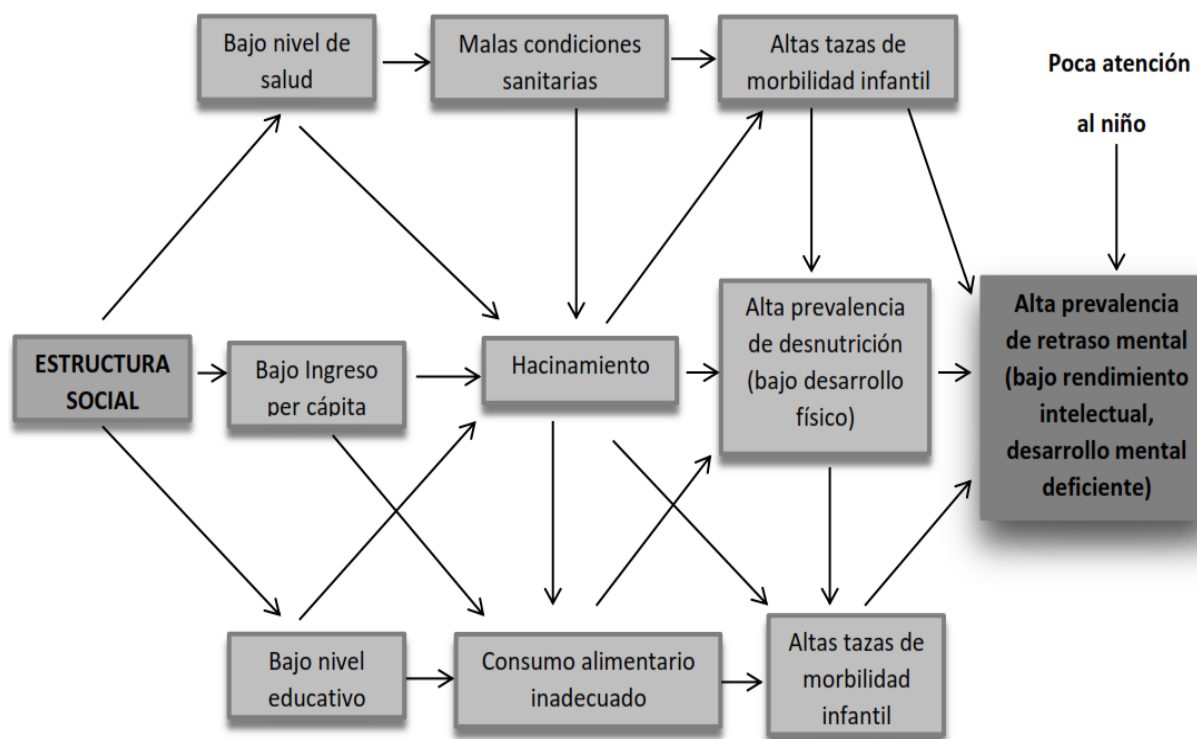 Bajo nivel de
salud
Malas condiciones
sanitarias
Altas tazas de
morbilidad infantil
Poca atención
al niño
ESTRUCTURA
SOCIAL
Bajo Ingreso
per cápita
Hacinamiento
Alta prevalencia
de desnutrición
(bajo desarrollo
físico)
Alta prevalencia
de retraso mental
(bajo rendimiento
intelectual,
desarrollo mental
deficiente)
Bajo nivel
educativo
Consumo alimentario
inadecuado
Altas tazas de
morbilidad
infantil